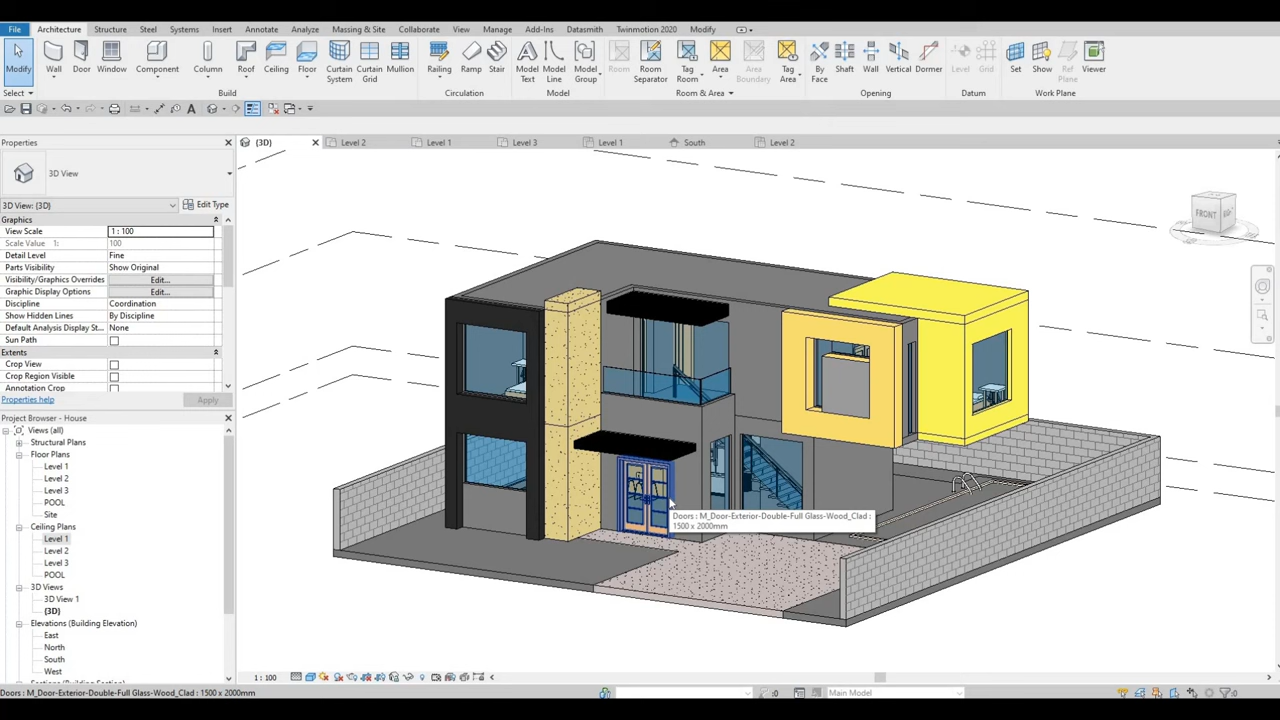 File Architecture Structure Steel Systems Insert Annotate Analyze Massing & Site Collaborate View Manage Add-Ins Datasmith Twinmotion 2020 Modify
Modify Wall Door Window Component Column Roof Ceiling Floor Curtain System Curtain Grid Mullion Railing Ramp Stair Model Text Model Line Model Group Room Room Separator Tag Room Area Area Boundary Tag Area By Face Shaft Wall Vertical Dormer Level Grid Set Show Ref Plane Viewer
Select Build Circulation Model Room & Area Opening Datum Work Plane
Properties
(3D) Level 2 Level 1 Level 3 Level 1 South Level 2
3D View
3D View: (3D) Edit Type
Graphics
View Scale 1 : 100
Scale Value 1: 100
Detail Level Fine
Parts Visibility Show Original
Visibility/Graphics Overrides Edit...
Graphic Display Options Edit...
Discipline Coordination
Show Hidden Lines By Discipline
Default Analysis Display St... None
Sun Path
Extents
Crop View
Crop Region Visible
Annotation Crop
Properties help Apply
Project Browser - House
Views (all)
Structural Plans
Floor Plans
Level 1
Level 2
Level 3
POOL
Site
Ceiling Plans
Level 1
Level 2
Level 3
POOL
3D Views
3D View 1
(3D)
Elevations (Building Elevation)
East
North
South
West
FRONT
Doors : M_Door-Exterior-Double-Full Glass-Wood_Clad :
1500 x 2000mm
1 : 100
Doors : M_Door-Exterior-Double-Full Glass-Wood_Clad : 1500 x 2000mm
:0 Main Model :0